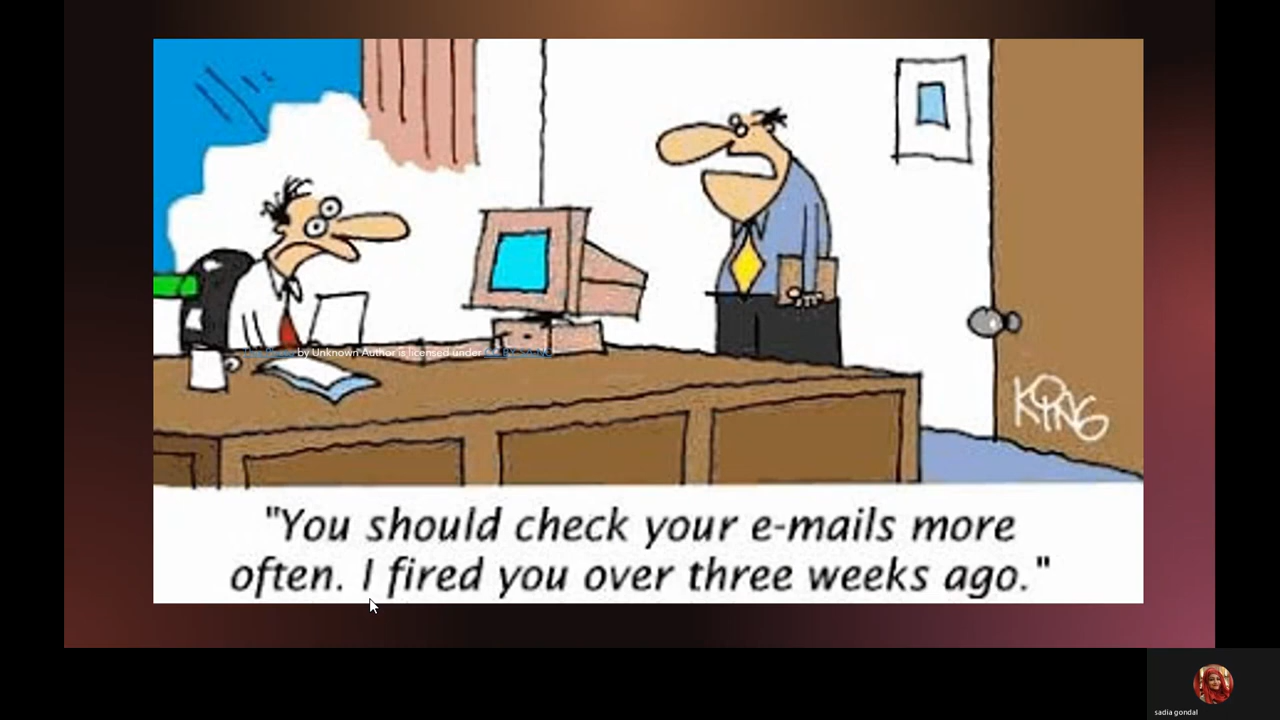 by Unknown Author is licensed under
KING
"You should check your e-mails more
often. I fired you over three weeks ago."
sadia gondal